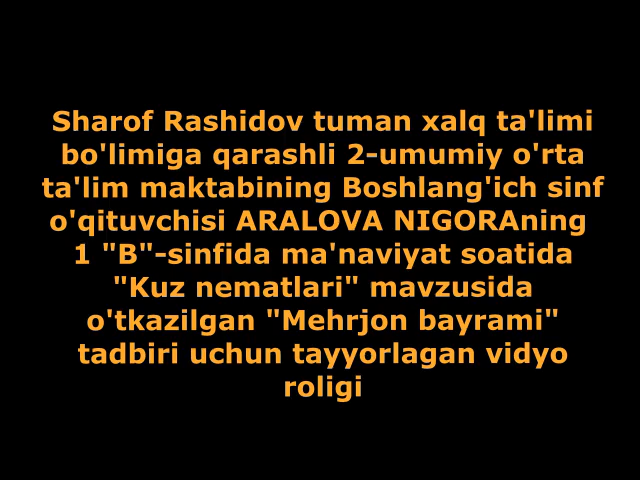 Sharof Rashidov tuman xalq ta'limi
bo'limiga qarashli 2-umumiy o'rta
ta'lim maktabining Boshlang'ich sinf
o'qituvchisi ARALOVA NIGORAning
1 "B"-sinfida ma'naviyat soatida
"Kuz nematlari" mavzusida
o'tkazilgan "Mehrjon bayrami"
tadbiri uchun tayyorlagan vidyo
roligi